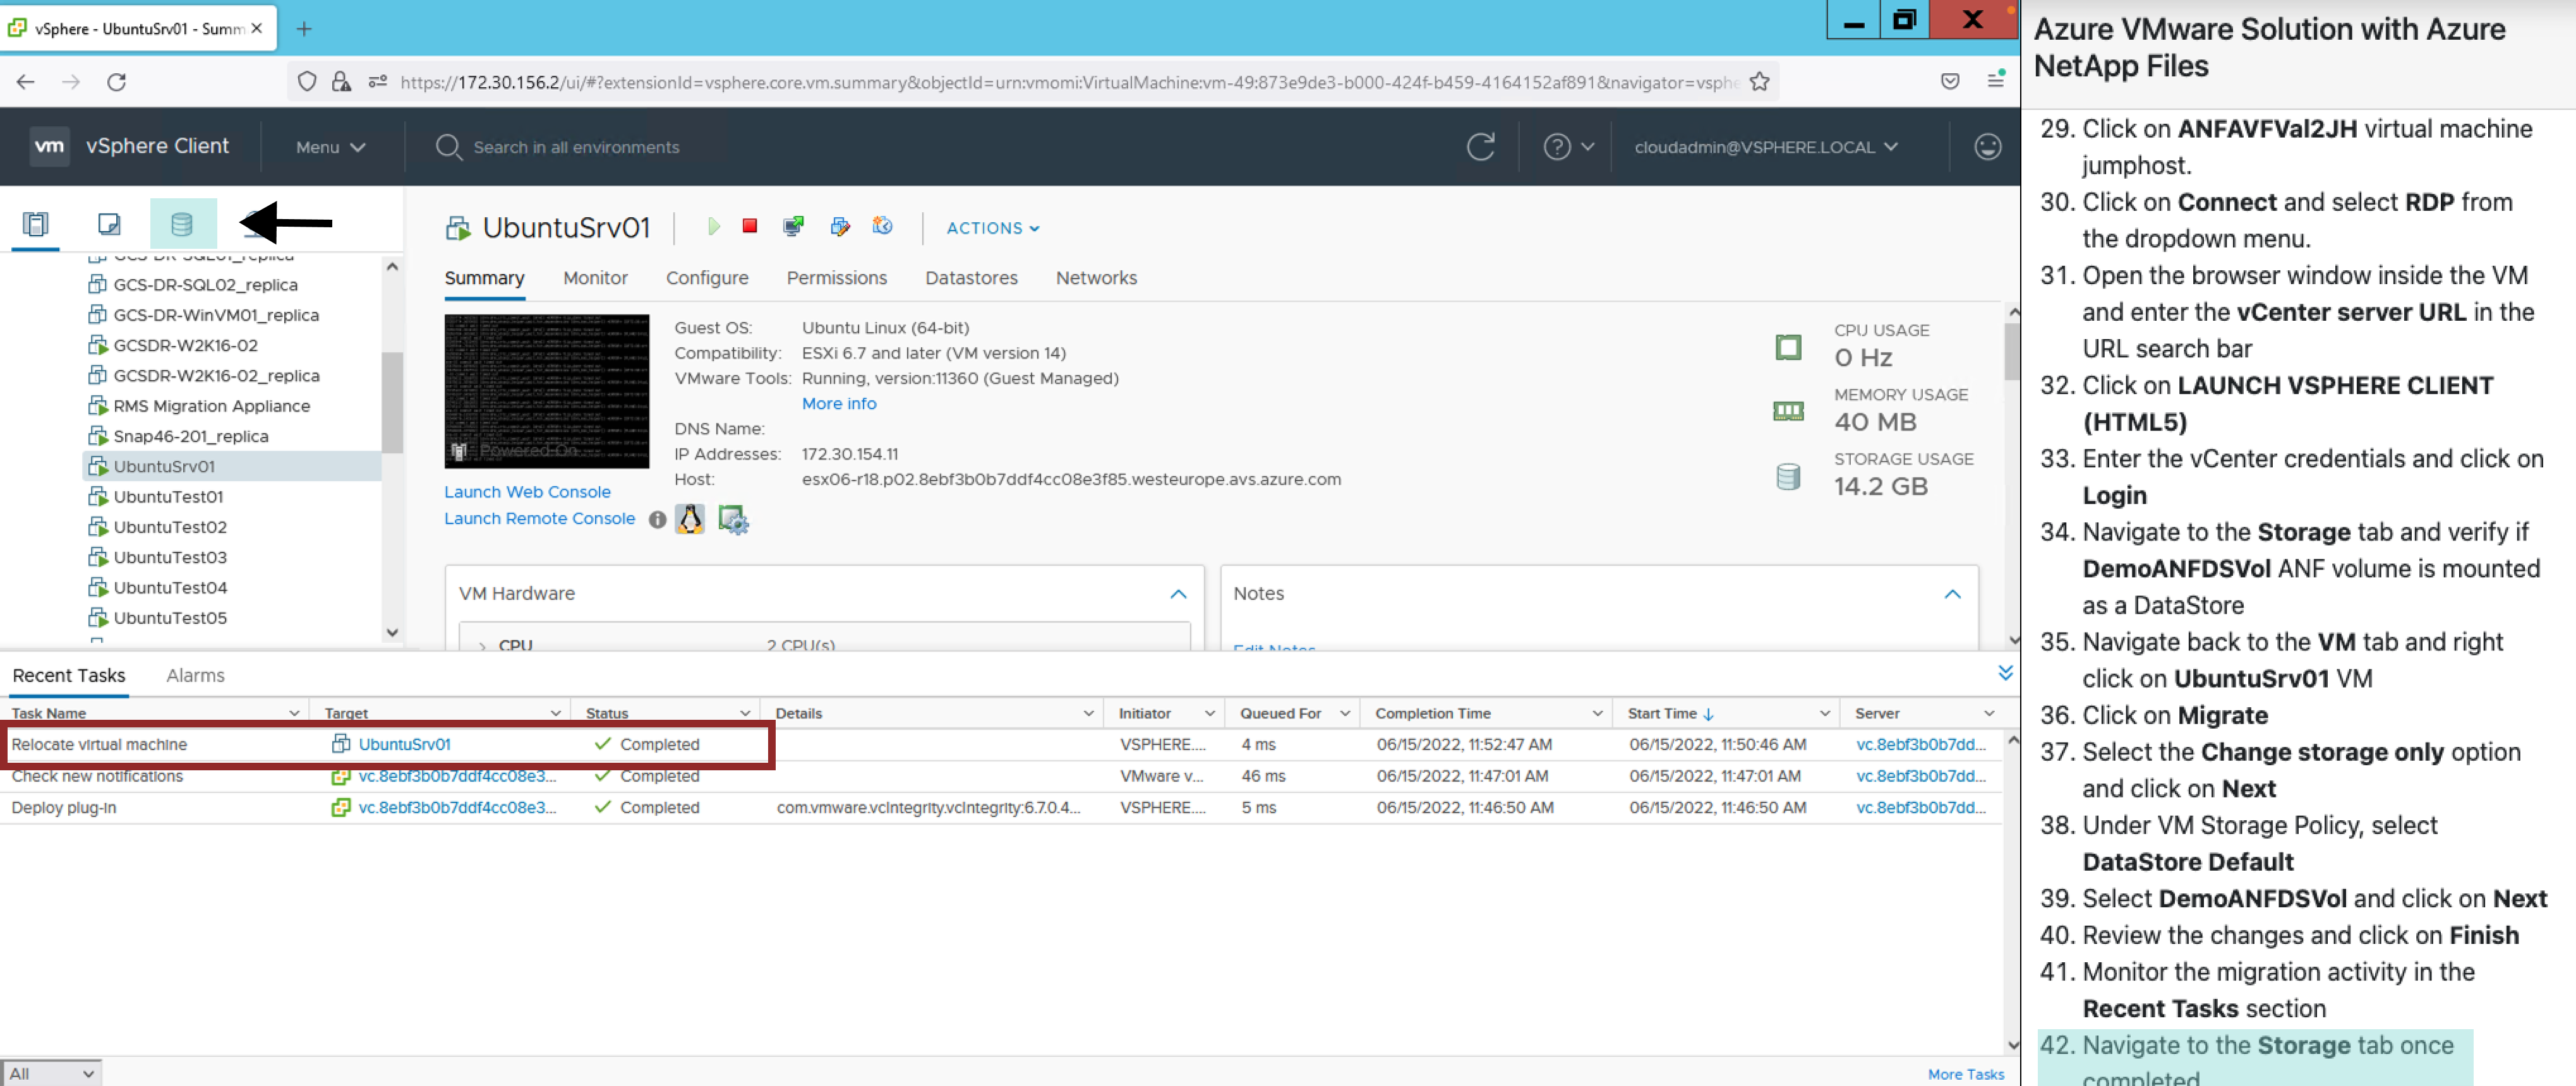 vSphere - UbuntuSrv01 - Summ
https://172.30.156.2/ui/#?extensionId=vsphere.core.vm.summary&objectId=urn:vmomi:VirtualMachine:vm-49:873e9de3-b000-424f-b459-4164152af891&navigator=vsphe
vm vSphere Client Menu Search in all environments cloudadmin@VSPHERE.LOCAL
GCS-DR-SQL01_replica
GCS-DR-SQL02_replica
GCS-DR-WinVM01_replica
GCSDR-W2K16-02
GCSDR-W2K16-02_replica
RMS Migration Appliance
Snap46-201_replica
UbuntuSrv01
UbuntuTest01
UbuntuTest02
UbuntuTest03
UbuntuTest04
UbuntuTest05
UbuntuSrv01 ACTIONS
Summary Monitor Configure Permissions Datastores Networks
Powered On
Launch Web Console
Launch Remote Console
Guest OS: Ubuntu Linux (64-bit)
Compatibility: ESXi 6.7 and later (VM version 14)
VMware Tools: Running, version:11360 (Guest Managed)
More info
DNS Name:
IP Addresses: 172.30.154.11
Host: esx06-r18.p02.8ebf3b0b7ddf4cc08e3f85.westeurope.avs.azure.com
CPU USAGE
0 Hz
MEMORY USAGE
40 MB
STORAGE USAGE
14.2 GB
VM Hardware
CPU 2 CPU(s)
Notes
Edit Notes
Recent Tasks Alarms
Task Name Target Status Details Initiator Queued For Completion Time Start Time Server
Relocate virtual machine UbuntuSrv01 Completed VSPHERE.... 4 ms 06/15/2022, 11:52:47 AM 06/15/2022, 11:50:46 AM vc.8ebf3b0b7dd...
Check new notifications vc.8ebf3b0b7ddf4cc08e3... Completed VMware v... 46 ms 06/15/2022, 11:47:01 AM 06/15/2022, 11:47:01 AM vc.8ebf3b0b7dd...
Deploy plug-in vc.8ebf3b0b7ddf4cc08e3... Completed com.vmware.vcIntegrity.vcIntegrity:6.7.0.4... VSPHERE.... 5 ms 06/15/2022, 11:46:50 AM 06/15/2022, 11:46:50 AM vc.8ebf3b0b7dd...
All
More Tasks
Azure VMware Solution with Azure
NetApp Files
29. Click on ANFAVFVal2JH virtual machine
jumphost.
30. Click on Connect and select RDP from
the dropdown menu.
31. Open the browser window inside the VM
and enter the vCenter server URL in the
URL search bar
32. Click on LAUNCH VSPHERE CLIENT
(HTML5)
33. Enter the vCenter credentials and click on
Login
34. Navigate to the Storage tab and verify if
DemoANFDSVol ANF volume is mounted
as a DataStore
35. Navigate back to the VM tab and right
click on UbuntuSrv01 VM
36. Click on Migrate
37. Select the Change storage only option
and click on Next
38. Under VM Storage Policy, select
DataStore Default
39. Select DemoANFDSVol and click on Next
40. Review the changes and click on Finish
41. Monitor the migration activity in the
Recent Tasks section
42. Navigate to the Storage tab once
completed